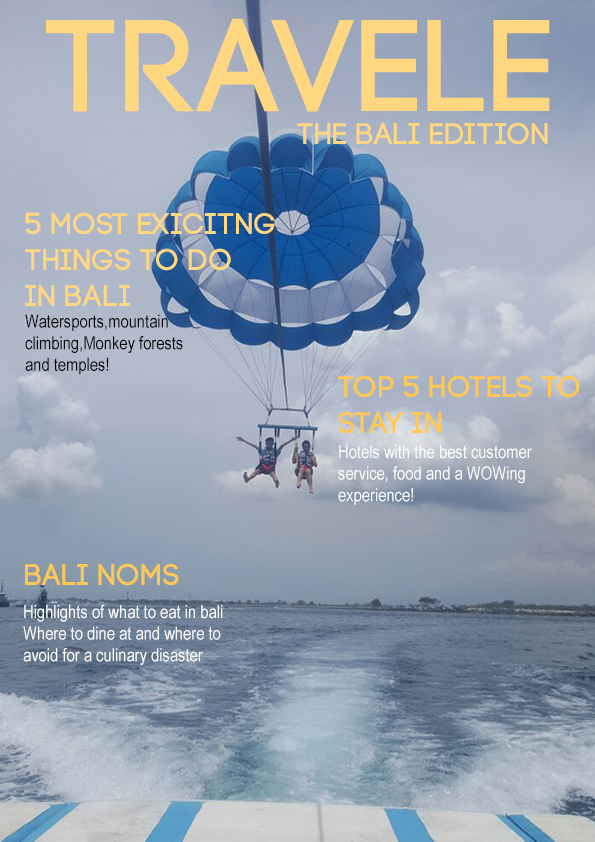 TRAVELE
THE BALI EDITION
5 MOST EXICITNG
THINGS TO DO
IN BALI
Watersports,mountain
climbing,Monkey forests
and temples!
TOP 5 HOTELS TO
STAY IN
Hotels with the best customer
service, food and a WOWing
experience!
BALI NOMS
Highlights of what to eat in bali
Where to dine at and where to
avoid for a culinary disaster